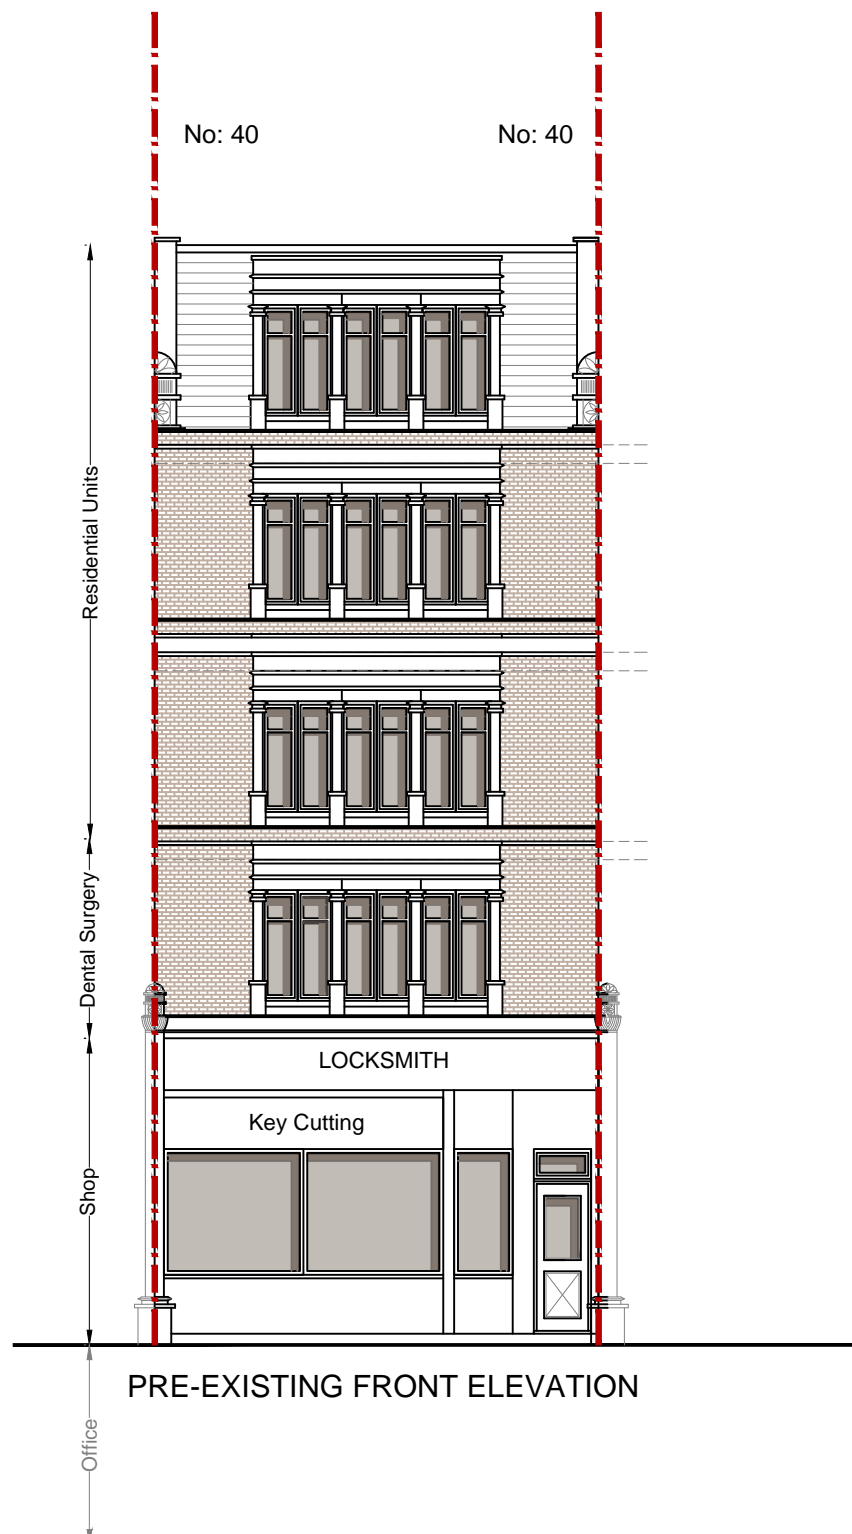 No: 40
No: 40
Residential Units
Dental Surgery
LOCKSMITH
Key Cutting
Shop
PRE-EXISTING FRONT ELEVATION
Office